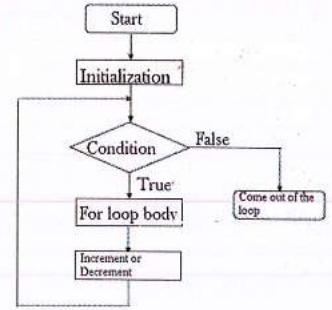 Start
Initialization
Condition
False
True
Come out of the
loop
For loop body
Increment or
Decrement